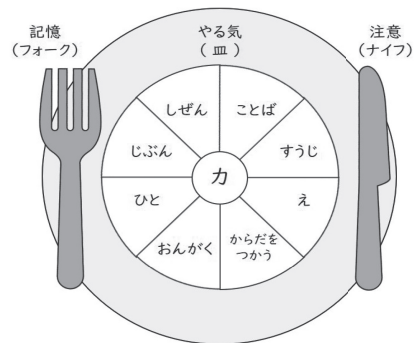 記憶
（フォーク）
やる気
（ 皿 ）
注意
（ナイフ）
しぜん
ことば
じぶん
すうじ
力
ひと
え
おんがく
からだを
つかう